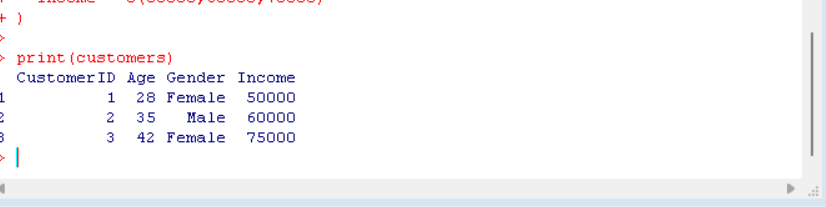 + )
>
> print(customers)
CustomerID Age Gender Income
1 1 28 Female 50000
2 2 35 Male 60000
3 3 42 Female 75000
>